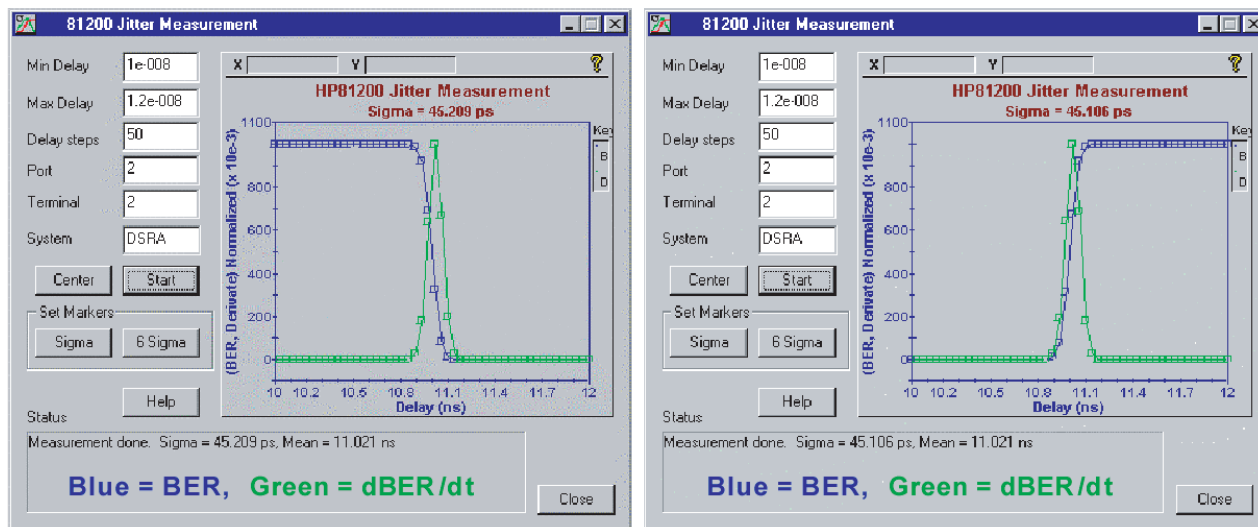 81200 Jitter Measurement
Min Delay 1e-008
Max Delay 1.2e-008
Delay steps 50
Port 2
Terminal 2
System DSRA
Center Start
Set Markers
Sigma 6 Sigma
Help
X Y ?
HP81200 Jitter Measurement
Sigma = 45.209 ps
(BER, Derivate) Normalized (x 10e-3)
1100
800
600
400
200
0
10 10.2 10.5 10.8 11.1 11.4 11.7 12
Delay (ns)
Key
B
D
Status
Measurement done. Sigma = 45.209 ps, Mean = 11.021 ns
Blue = BER, Green = dBER/dt
Close
81200 Jitter Measurement
Min Delay 1e-008
Max Delay 1.2e-008
Delay steps 50
Port 2
Terminal 2
System DSRA
Center Start
Set Markers
Sigma 6 Sigma
Help
X Y ?
HP81200 Jitter Measurement
Sigma = 45.106 ps
(BER, Derivate) Normalized (x 10e-3)
1100
800
600
400
200
0
10 10.2 10.5 10.8 11.1 11.4 11.7 12
Delay (ns)
Key
B
D
Status
Measurement done. Sigma = 45.106 ps, Mean = 11.021 ns
Blue = BER, Green = dBER/dt
Close